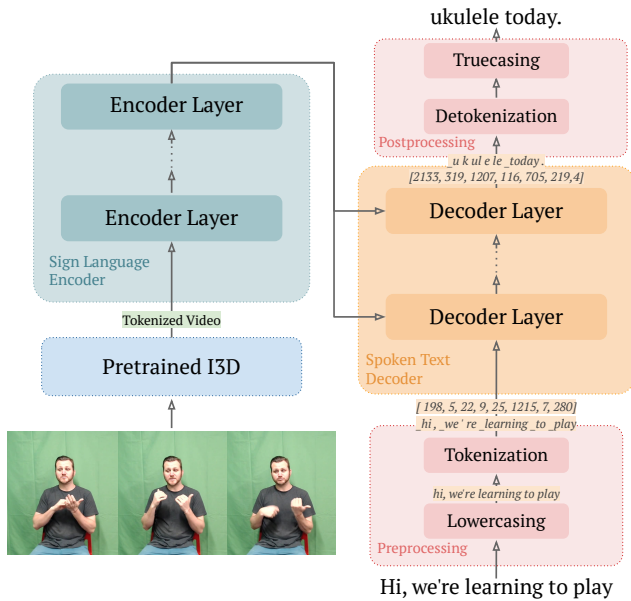 ukulele today.
Truecasing
Detokenization
Postprocessing
_u k ul e le _today .
[2133, 319, 1207, 116, 705, 219,4]
Encoder Layer
Encoder Layer
Sign Language
Encoder
Tokenized Video
Pretrained I3D
Decoder Layer
Decoder Layer
Spoken Text
Decoder
[ 198, 5, 22, 9, 25, 1215, 7, 280]
_hi , _we ' re _learning _to _play
Tokenization
hi, we're learning to play
Lowercasing
Preprocessing
Hi, we're learning to play